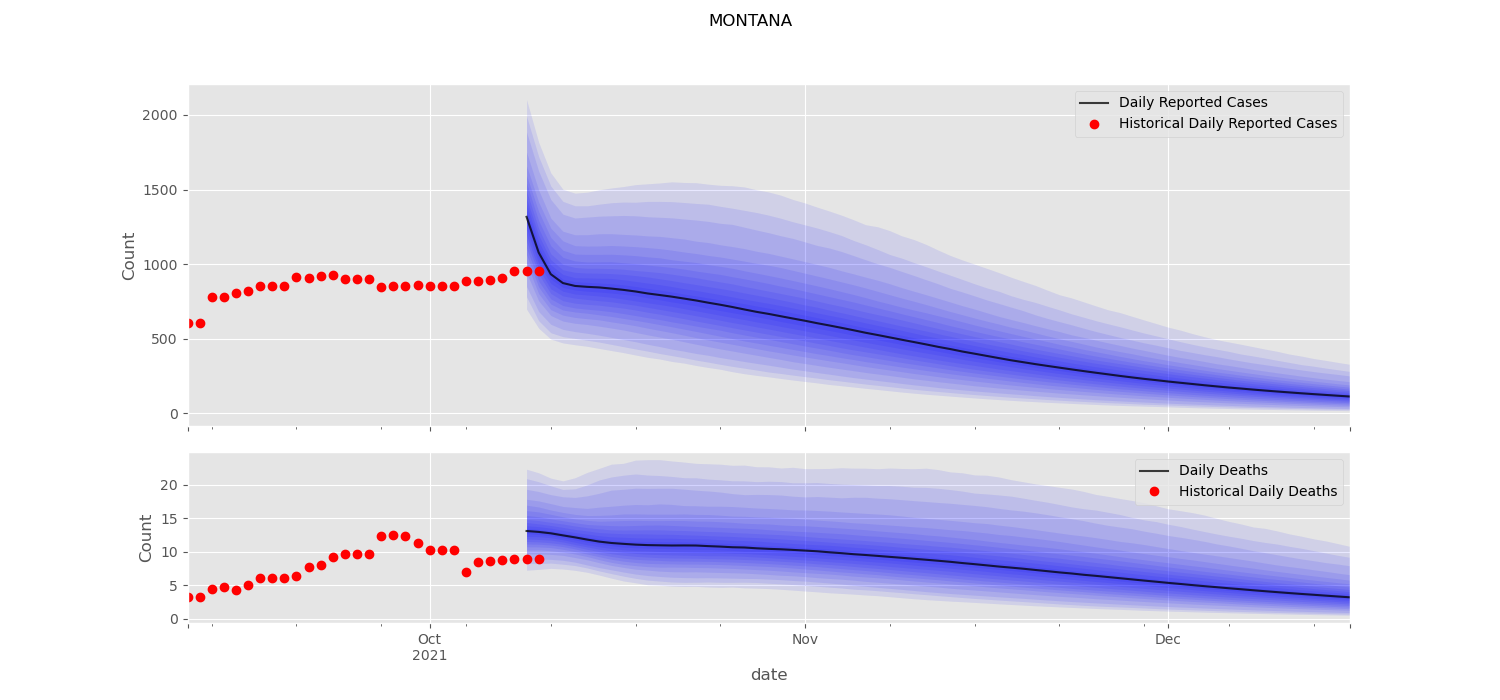 MONTANA
Count
2000
1500
1000
500
0
Daily Reported Cases
Historical Daily Reported Cases
Count
20
15
10
5
0
Daily Deaths
Historical Daily Deaths
Oct
2021
Nov
Dec
date